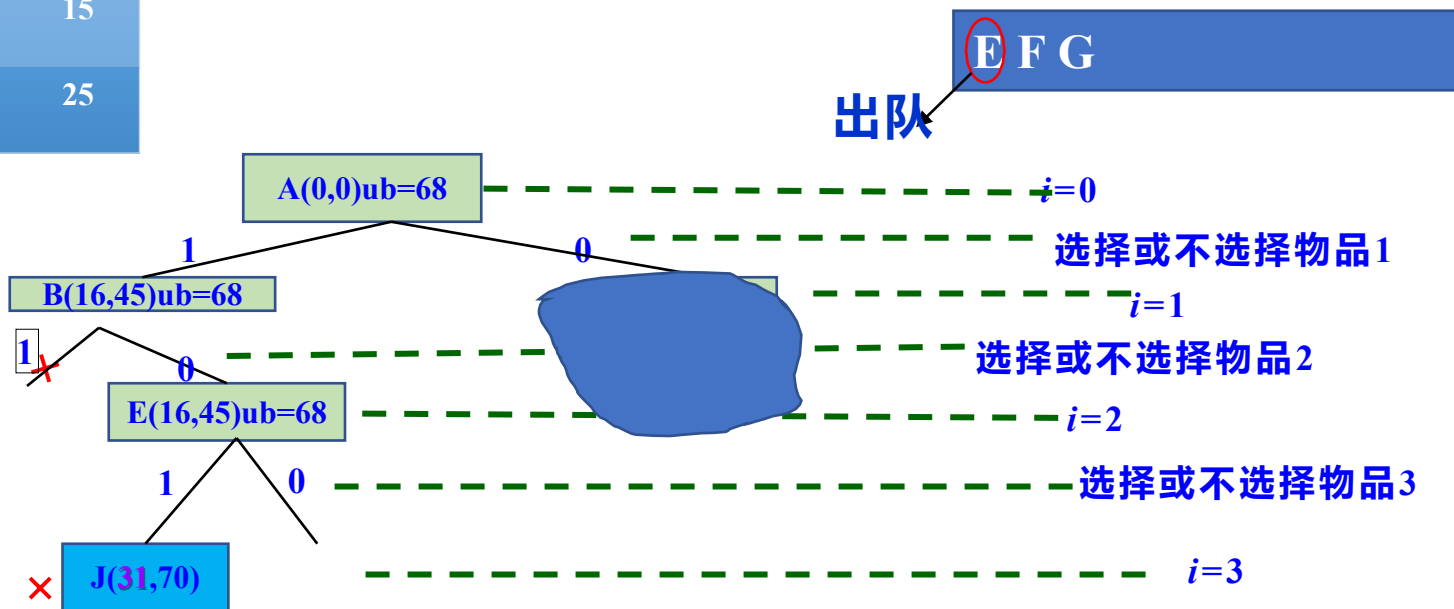 15
25
E F G
出队
A(0,0)ub=68
i=0
1
0
选择或不选择物品1
B(16,45)ub=68
i=1
1
0
选择或不选择物品2
E(16,45)ub=68
i=2
1
0
选择或不选择物品3
J(31,70)
i=3